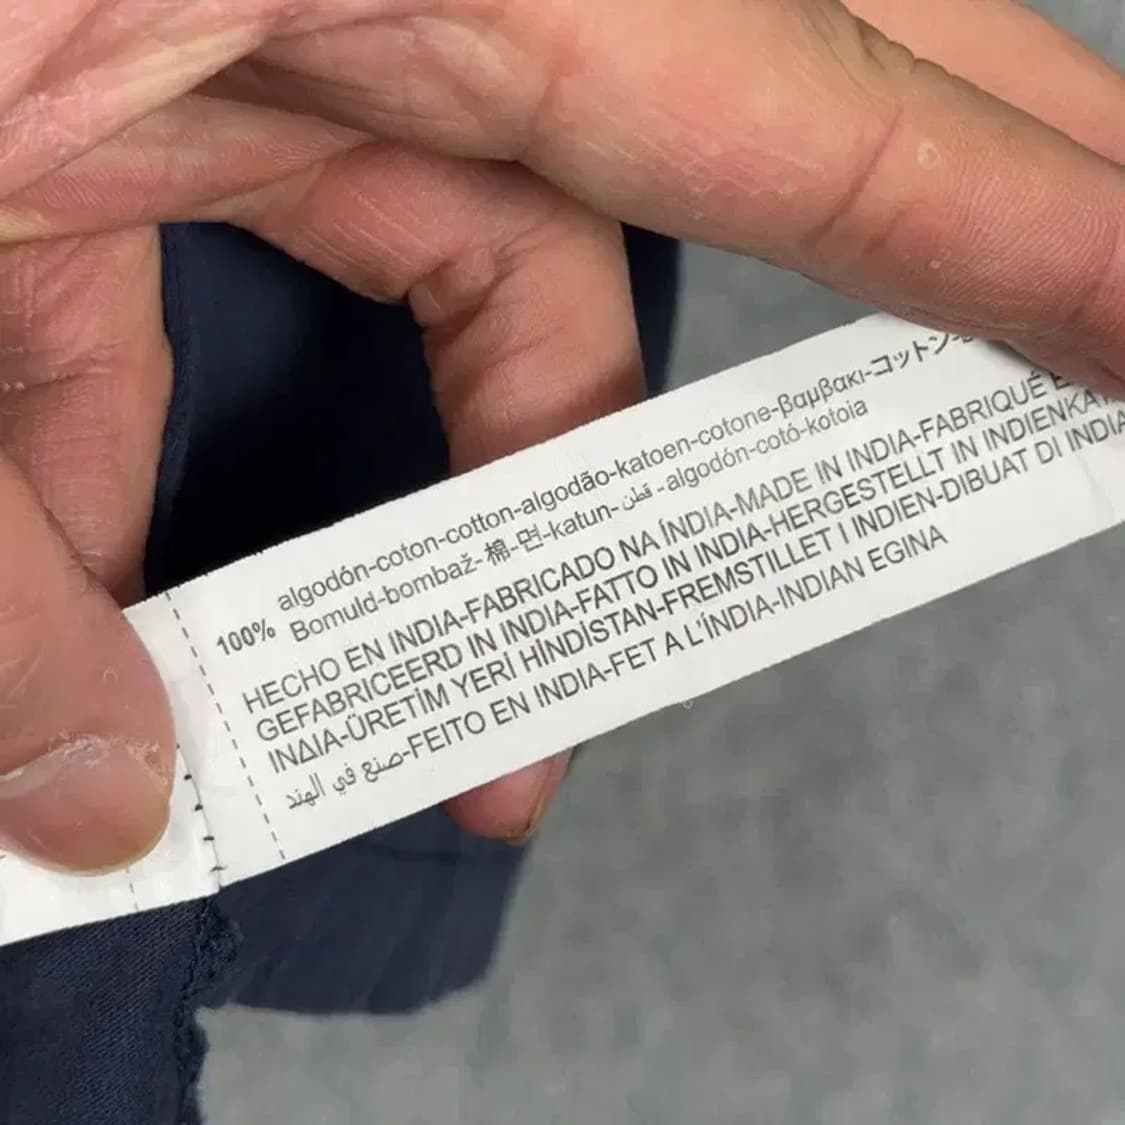 100% algodón-coton-cotton-algodão-katoen-cotone-βαμβακι-コットン-
Bomuld-bombaž-棉-면-katun-قطن-algodón-cotó-kotoia
HECHO EN INDIA-FABRICADO NA ÍNDIA-MADE IN INDIA-FABRIQUÉ
GEFABRICEERD IN INDIA-FATTO IN INDIA-HERGESTELLT IN INDIEN
INΔIA-ÜRETİM YERİ HİNDİSTAN-FREMSTILLET I INDIEN-DIBUAT DI INDIA
صنع في الهند-FEITO EN INDIA-FET A L'ÍNDIA-INDIAN EGINA